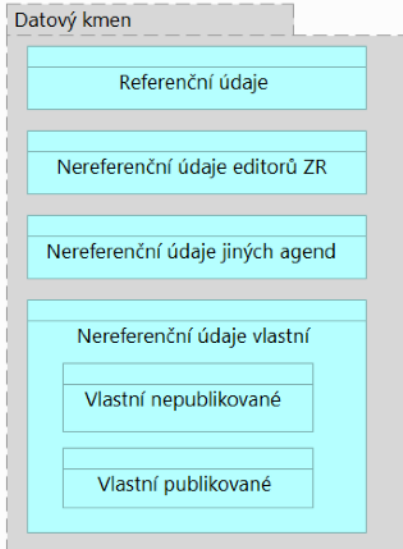 Datový kmen
Referenční údaje
Nereferenční údaje editorů ZR
Nereferenční údaje jiných agend
Nereferenční údaje vlastní
Vlastní nepublikované
Vlastní publikované